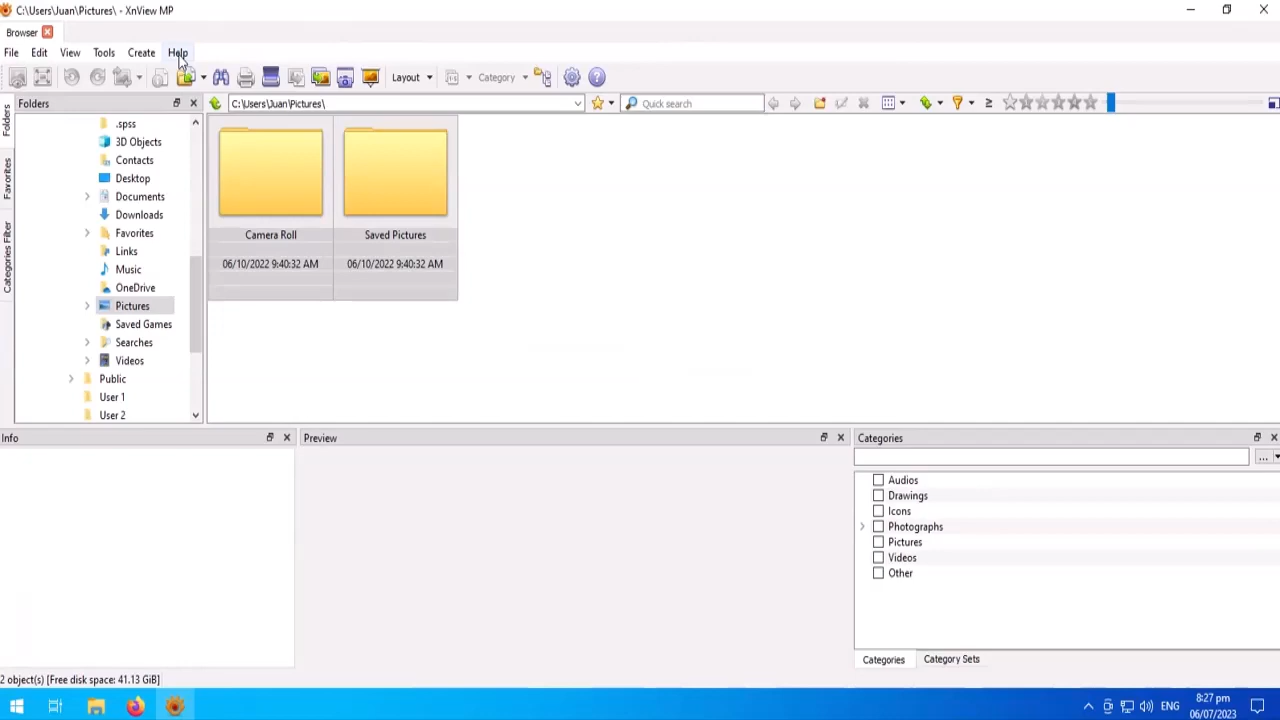 C:\Users\Juan\Pictures\ - XnView MP
Browser
File Edit View Tools Create Help
Layout Category
Folders C:\Users\Juan\Pictures\ Quick search ≥
Folders
Favorites
Categories Filter
.spss
3D Objects
Contacts
Desktop
Documents
Downloads
Favorites
Links
Music
OneDrive
Pictures
Saved Games
Searches
Videos
Public
User 1
User 2
Camera Roll Saved Pictures
06/10/2022 9:40:32 AM 06/10/2022 9:40:32 AM
Info Preview Categories
...
Audios
Drawings
Icons
Photographs
Pictures
Videos
Other
Categories Category Sets
2 object(s) [Free disk space: 41.13 GiB]
ENG 8:27 pm
06/07/2023